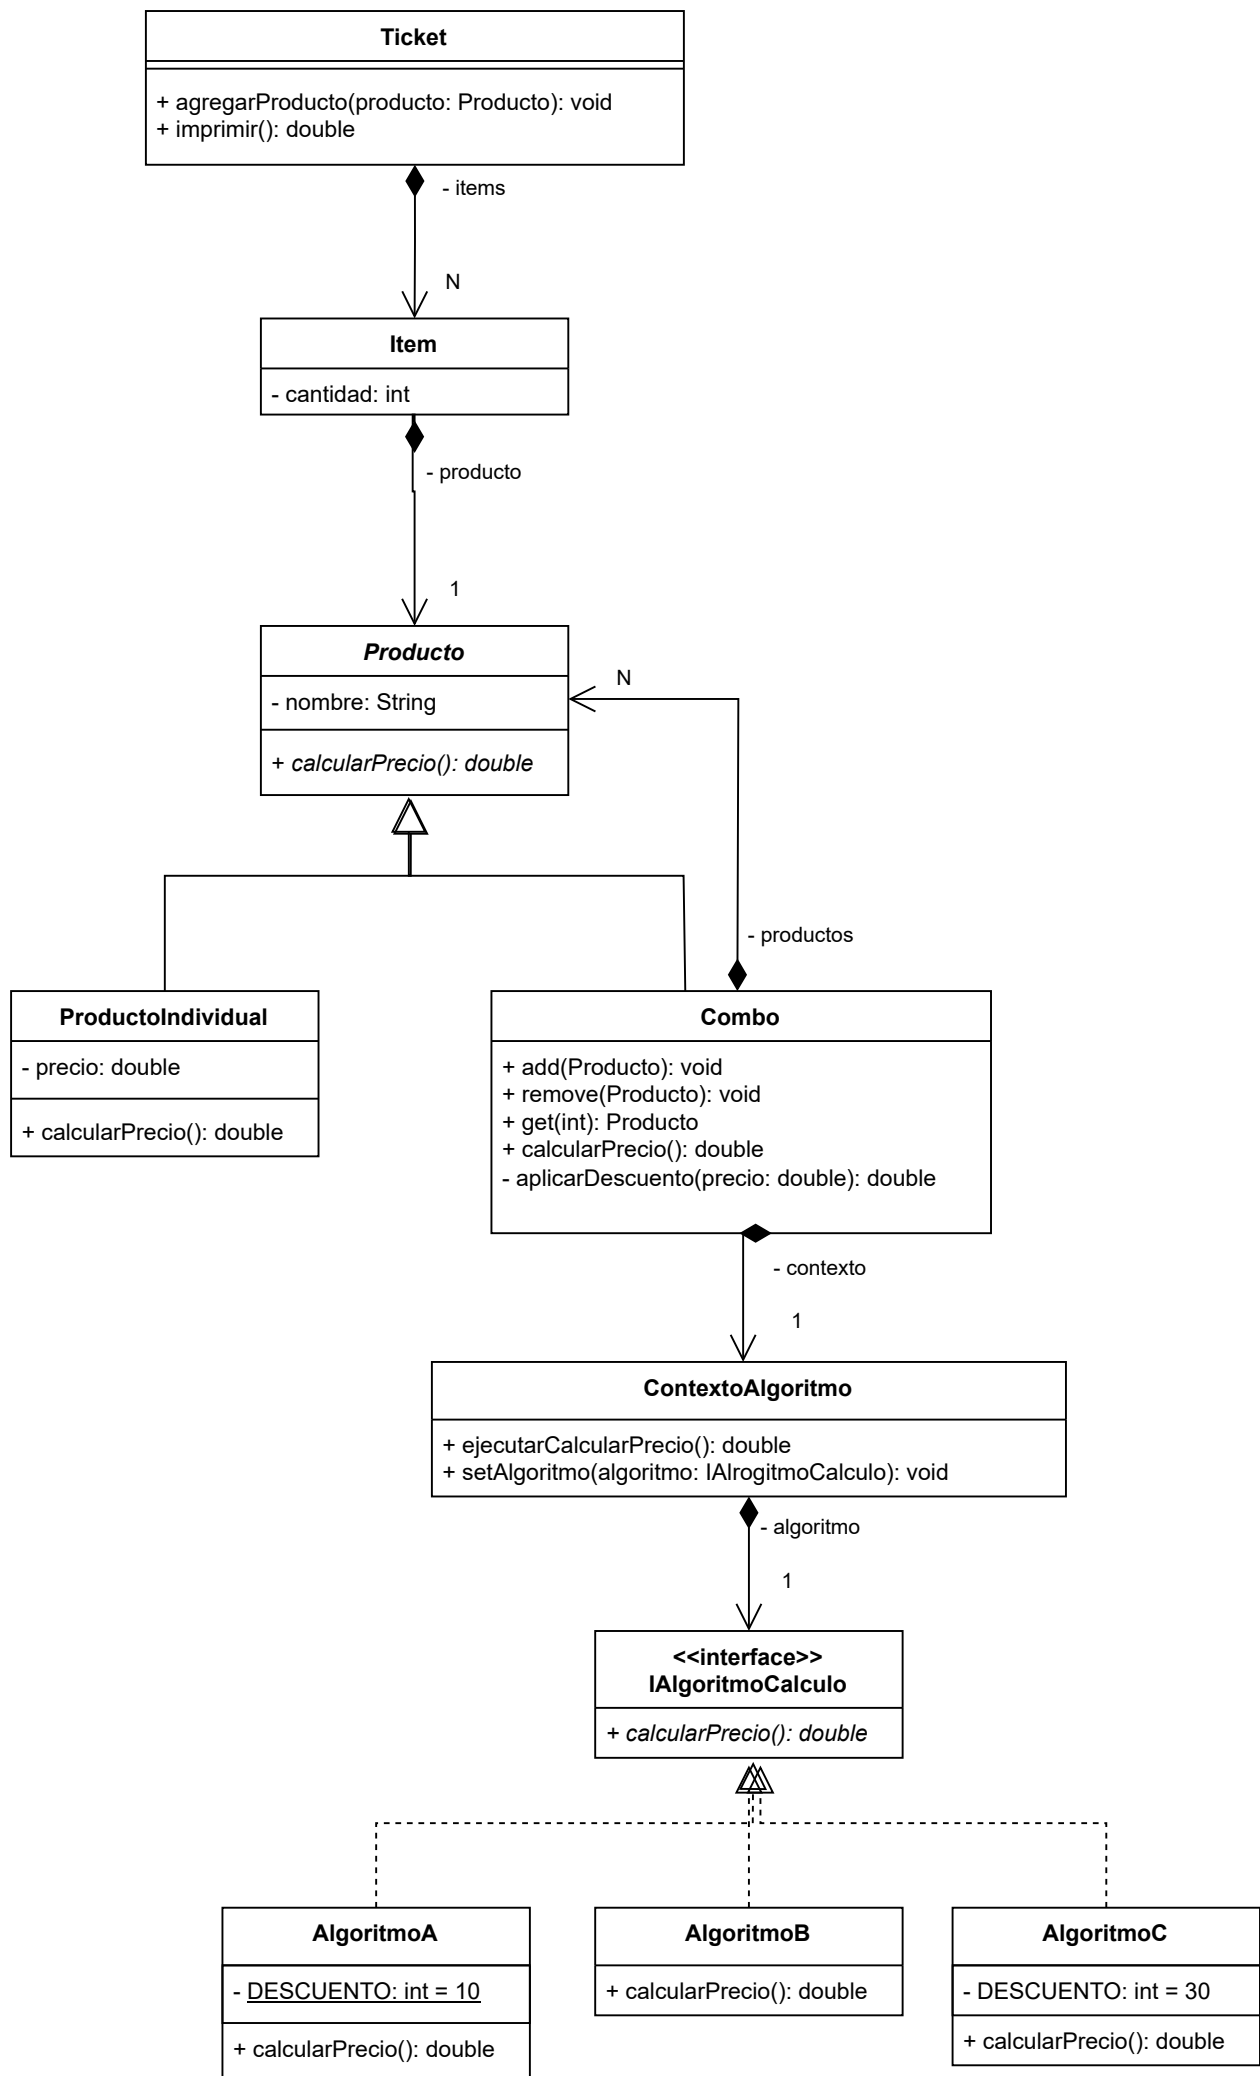 Ticket
+ agregarProducto(producto: Producto): void
+ imprimir(): double
- items
N
Item
- cantidad: int
- producto
1
Producto
- nombre: String
+ calcularPrecio(): double
N
- productos
ProductoIndividual
- precio: double
+ calcularPrecio(): double
Combo
+ add(Producto): void
+ remove(Producto): void
+ get(int): Producto
+ calcularPrecio(): double
- aplicarDescuento(precio: double): double
- contexto
1
ContextoAlgoritmo
+ ejecutarCalcularPrecio(): double
+ setAlgoritmo(algoritmo: IAlrogitmoCalculo): void
- algoritmo
1
<<interface>>
IAlgoritmoCalculo
+ calcularPrecio(): double
AlgoritmoA
- DESCUENTO: int = 10
+ calcularPrecio(): double
AlgoritmoB
+ calcularPrecio(): double
AlgoritmoC
- DESCUENTO: int = 30
+ calcularPrecio(): double